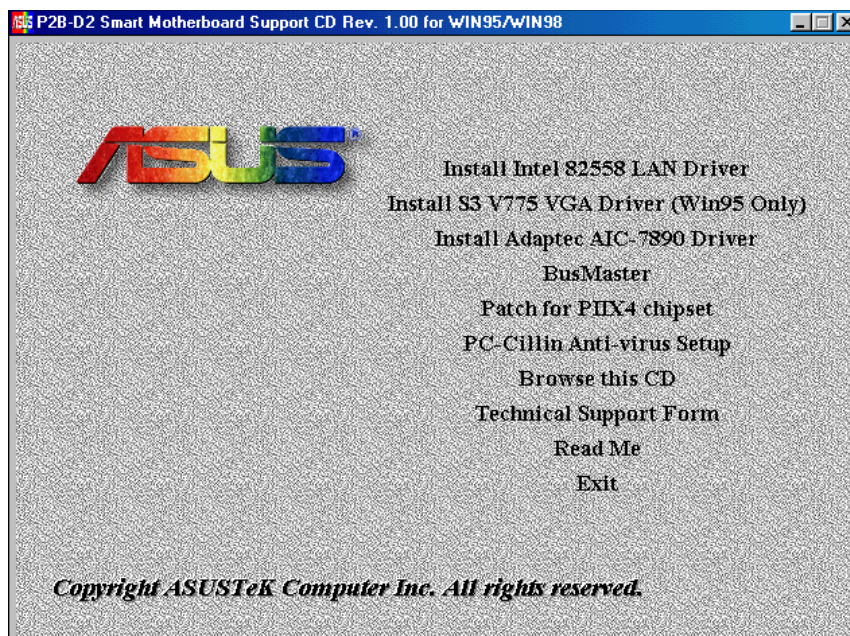 ASUS P2B-D2 Smart Motherboard Support CD Rev. 1.00 for WIN95/WIN98
ASUS®
Install Intel 82558 LAN Driver
Install S3 V775 VGA Driver (Win95 Only)
Install Adaptec AIC-7890 Driver
BusMaster
Patch for PIIX4 chipset
PC-Cillin Anti-virus Setup
Browse this CD
Technical Support Form
Read Me
Exit
Copyright ASUSTeK Computer Inc. All rights reserved.